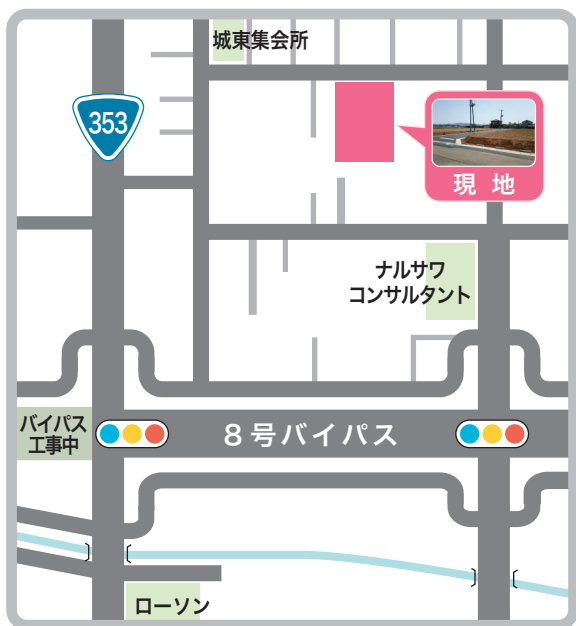 城東集会所
353
現地
ナルサワ
コンサルタント
バイパス
工事中
8号バイパス
ローソン